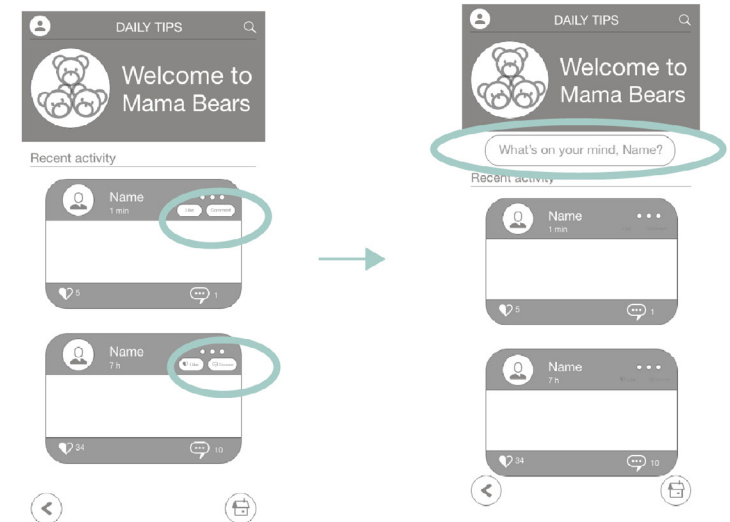 DAILY TIPS
Welcome to
Mama Bears
Recent activity
Name
1 min
Like
Comment
5
1
Name
7 h
Like
34
10
DAILY TIPS
Welcome to
Mama Bears
What's on your mind, Name?
Recent activity
Name
1 min
5
1
Name
7 h
34
10